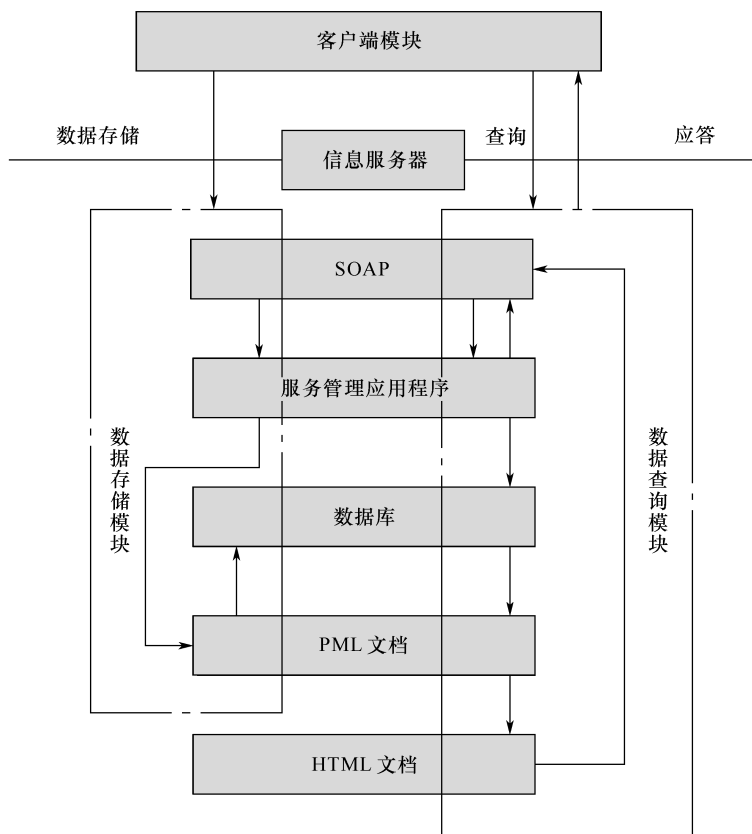 客户端模块
数据存储
查询
应答
信息服务器
SOAP
服务管理应用程序
数据存储模块
数据查询模块
数据库
PML 文档
HTML 文档